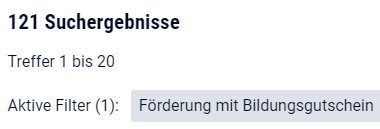 121 Suchergebnisse
Treffer 1 bis 20
Aktive Filter (1): Förderung mit Bildungsgutschein